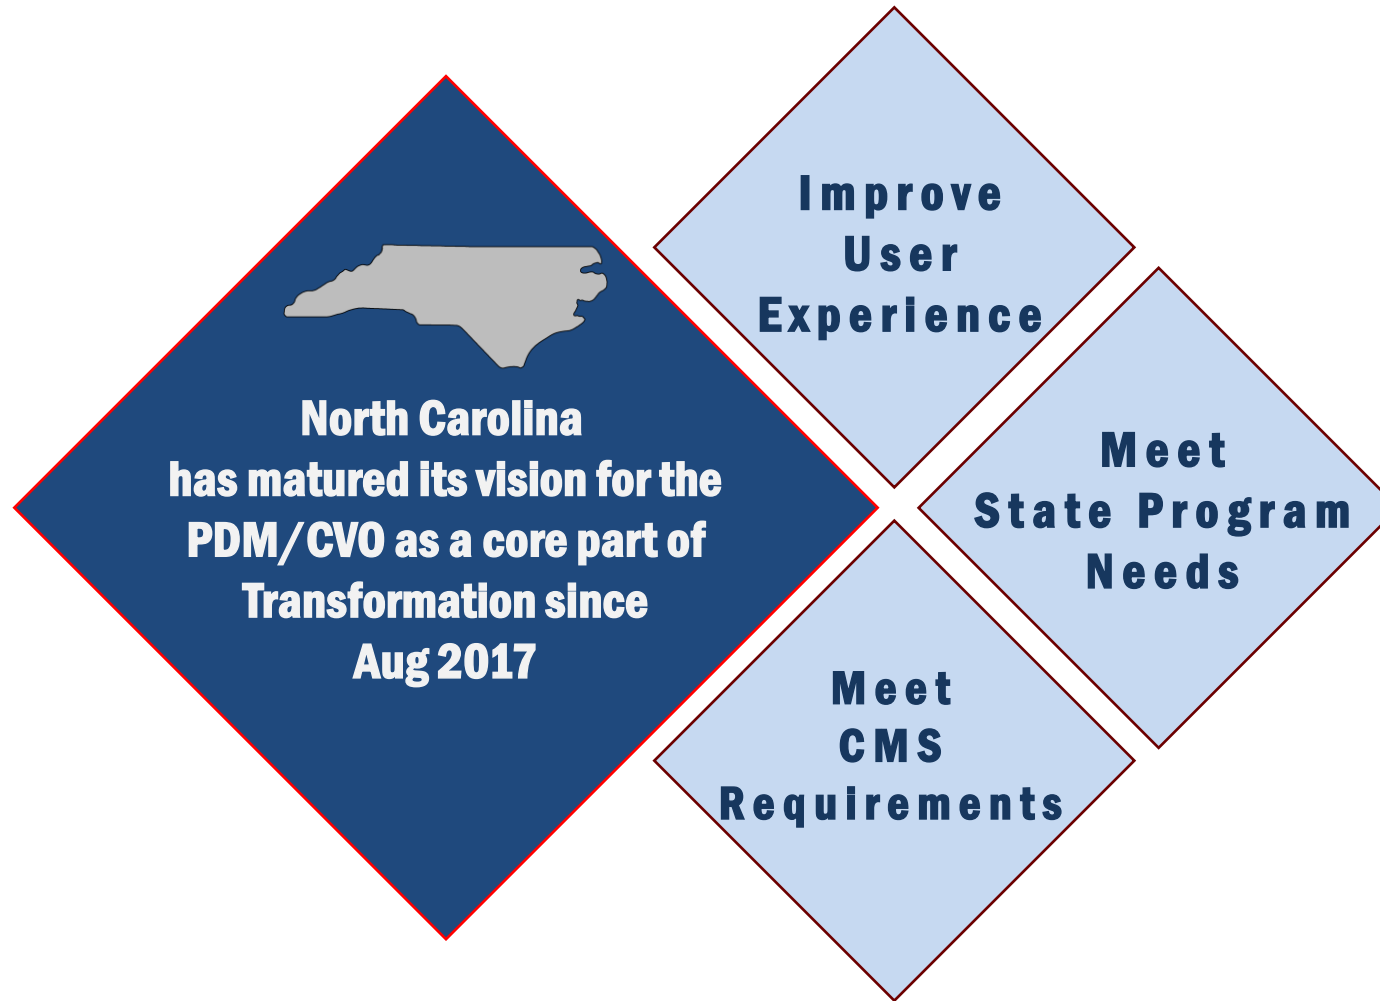 North Carolina
has matured its vision for the
PDM/CVO as a core part of
Transformation since
Aug 2017
Improve
User
Experience
Meet
State Program
Needs
Meet
CMS
Requirements